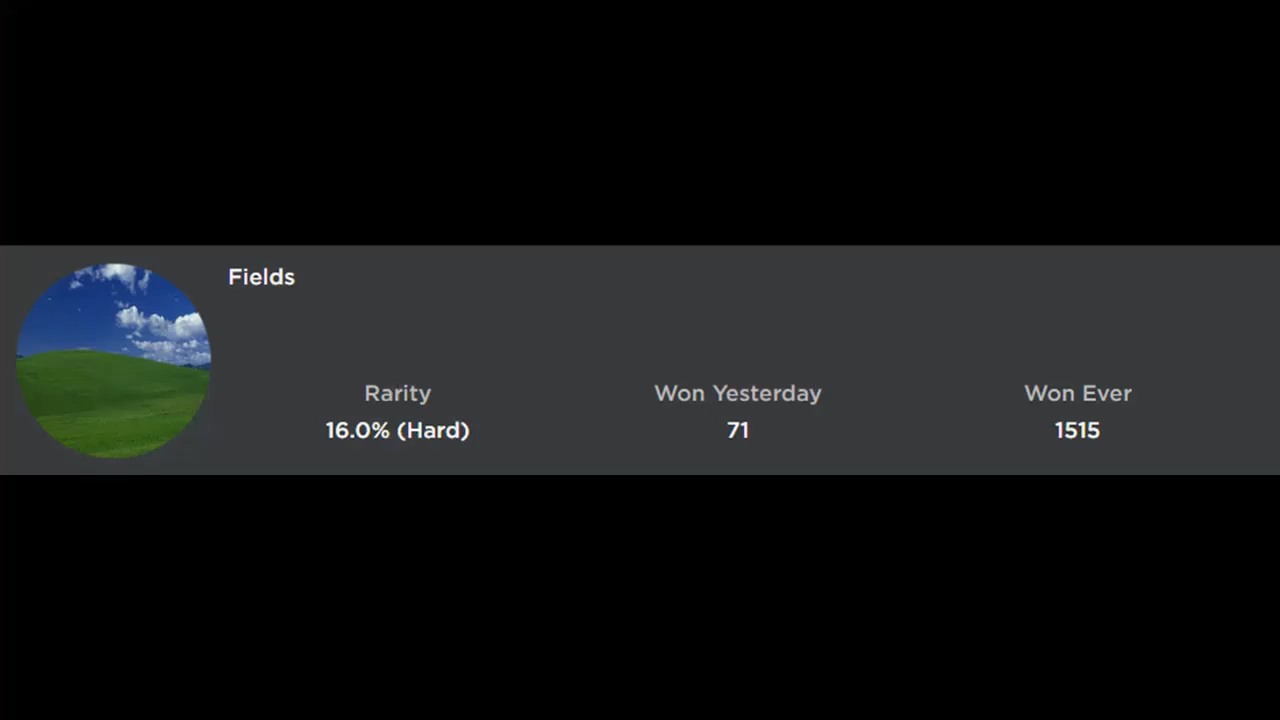 Fields
Rarity
Won Yesterday
Won Ever
16.0% (Hard)
71
1515